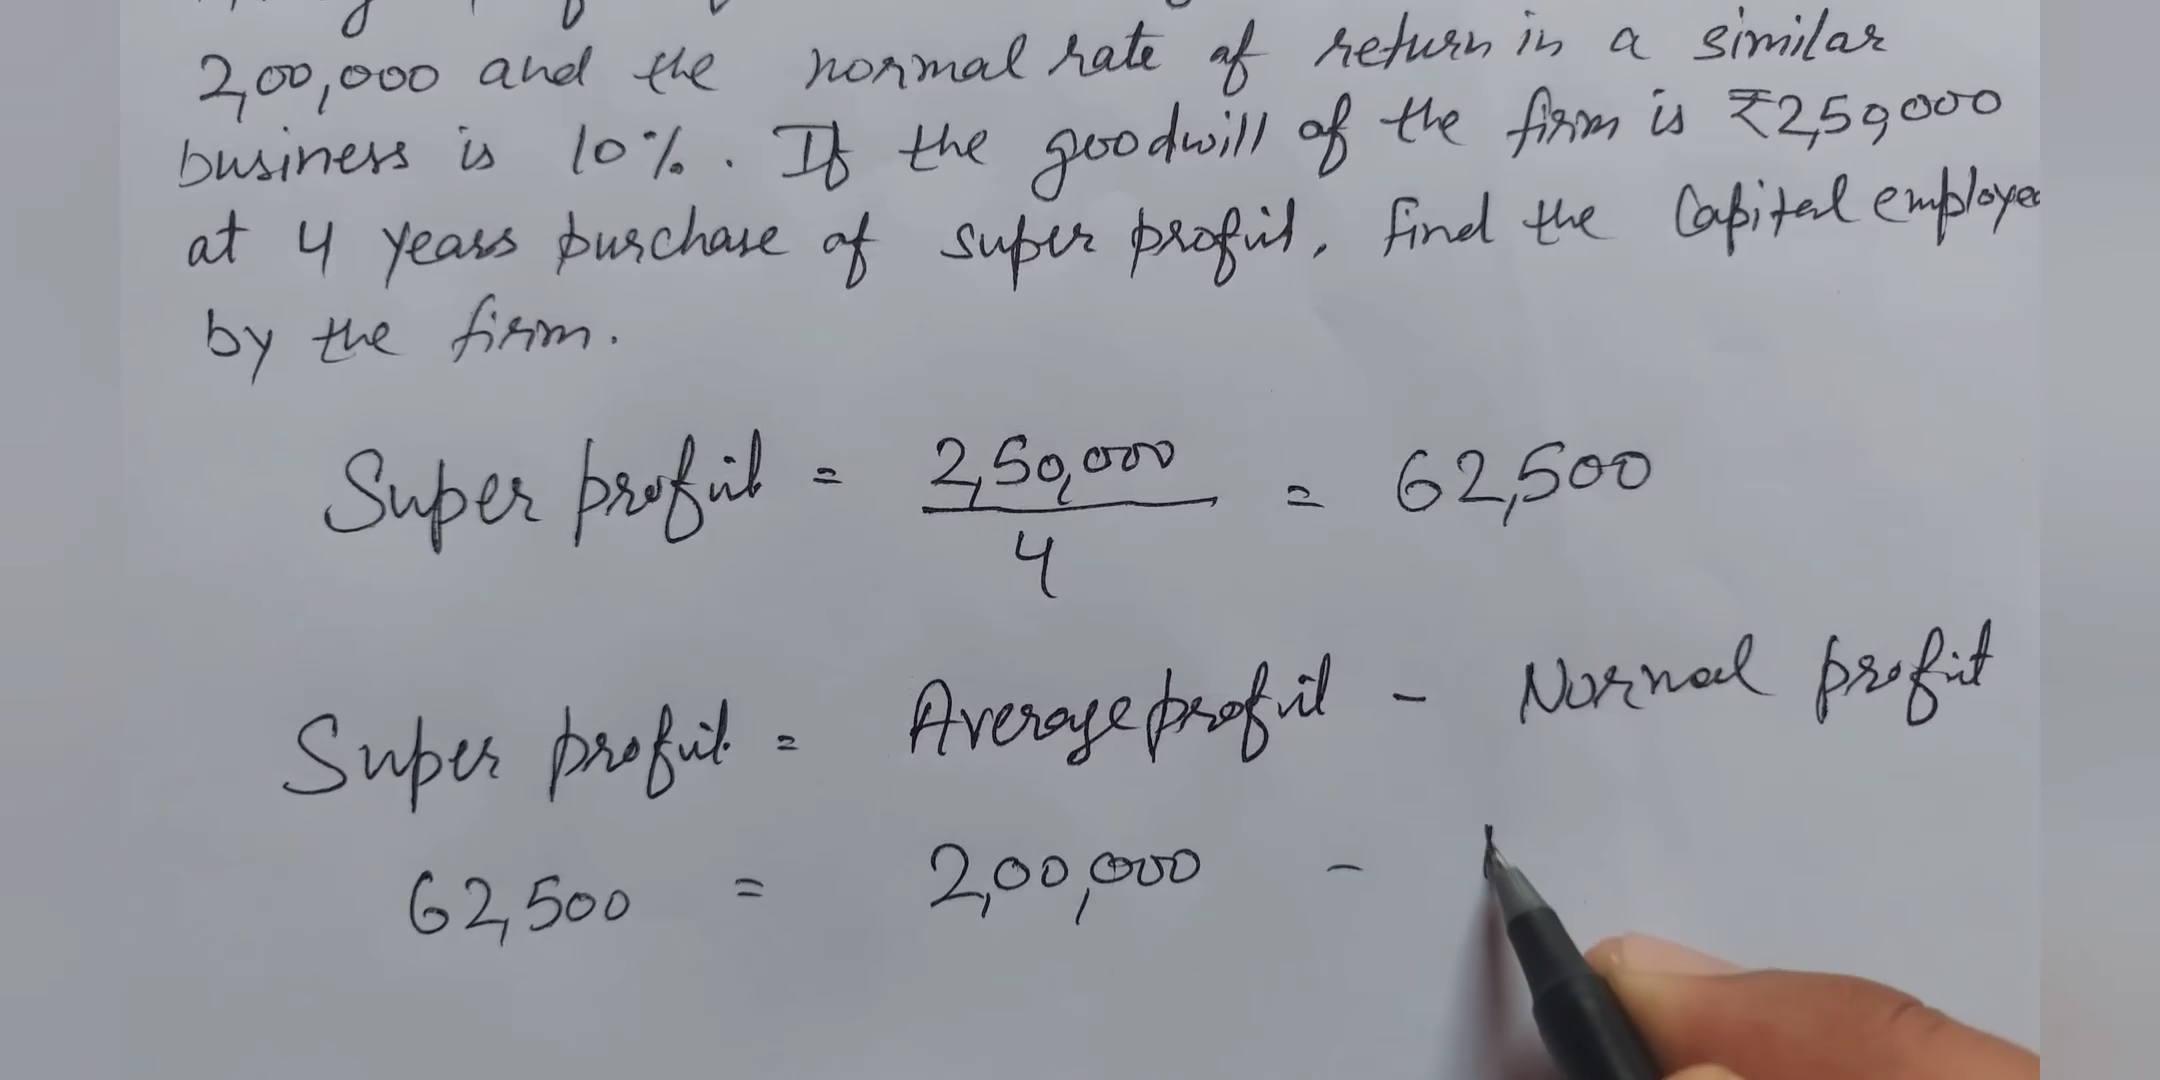 2,00,000 and the normal rate of return in a similar
business is 10%. If the goodwill of the firm is ₹2,50,000
at 4 years purchase of super profit, find the Capital employe
by the firm.
Super profit = 2,50,000 / 4 = 62,500
Super profit = Average profit - Normal profit
62,500 = 2,00,000 -